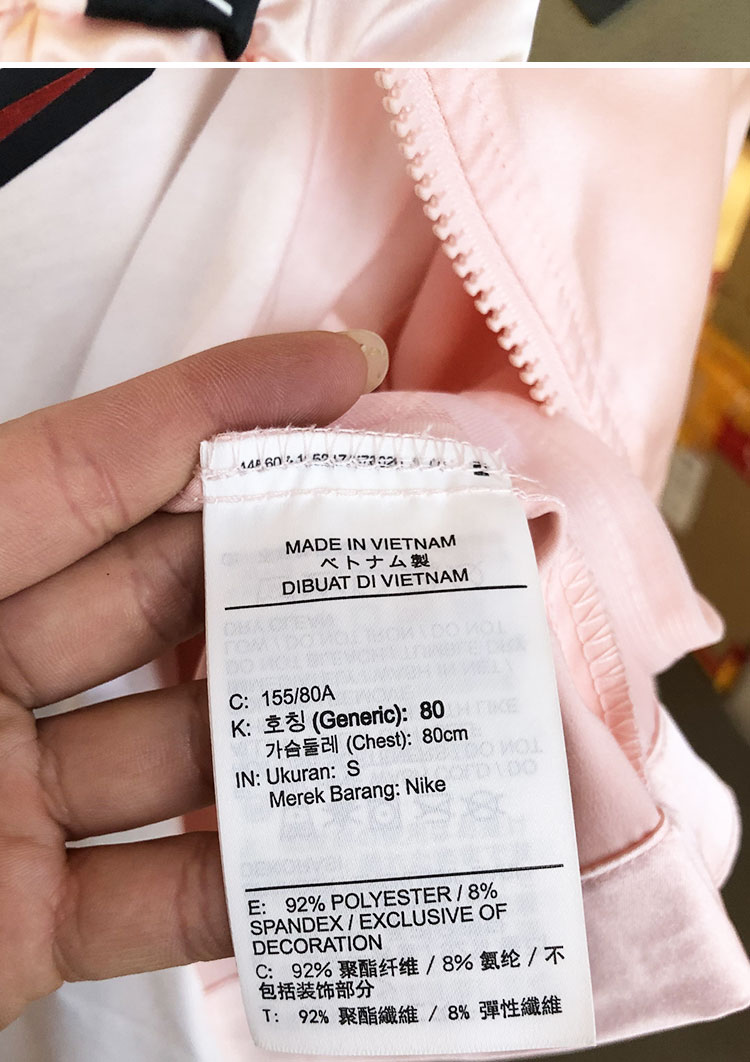 MADE IN VIETNAM
ベトナム製
DIBUAT DI VIETNAM
C: 155/80A
K: 호칭 (Generic): 80
가슴둘레 (Chest): 80cm
IN: Ukuran: S
Merek Barang: Nike
E: 92% POLYESTER / 8%
SPANDEX / EXCLUSIVE OF
DECORATION
C: 92% 聚酯纤维 / 8% 氨纶 / 不
包括装饰部分
T: 92% 聚酯纖維 / 8% 彈性纖維